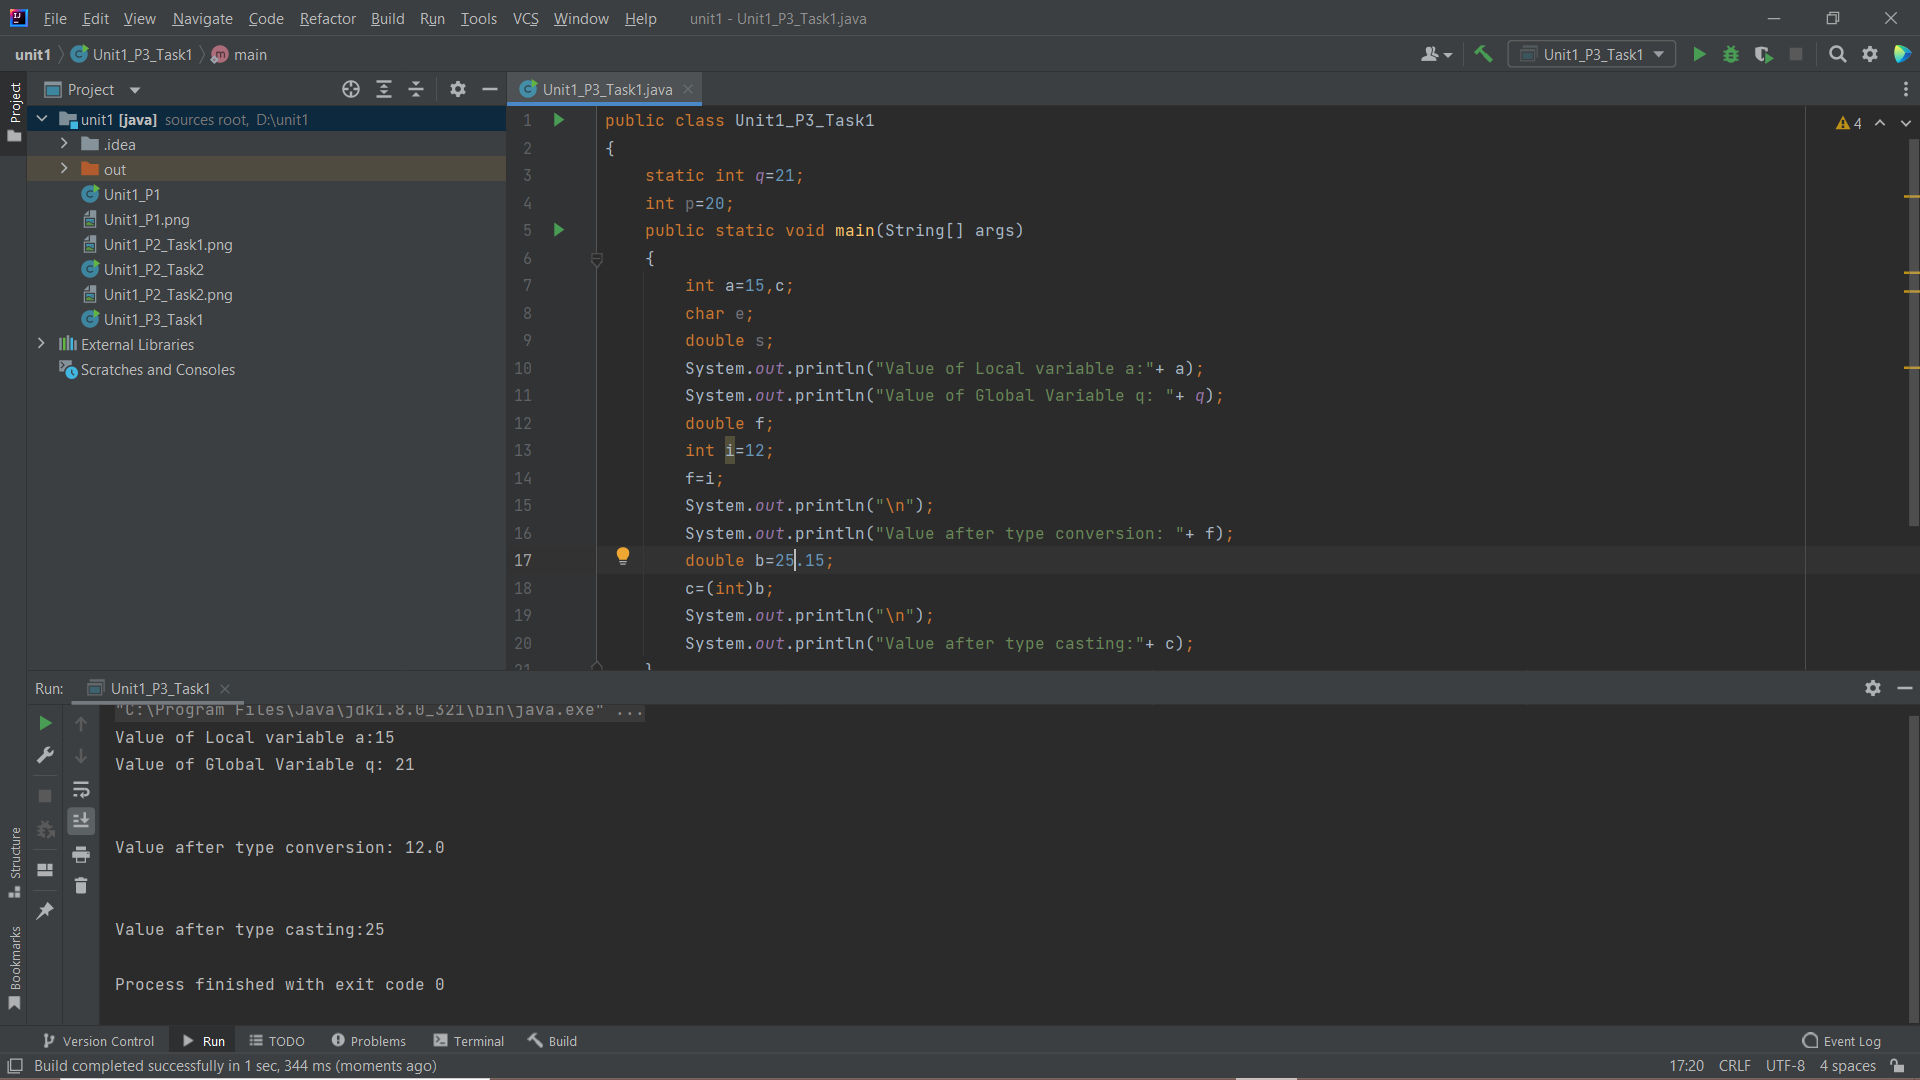 File Edit View Navigate Code Refactor Build Run Tools VCS Window Help unit1 - Unit1_P3_Task1.java
unit1 Unit1_P3_Task1 main
Unit1_P3_Task1
Project
Project
Unit1_P3_Task1.java
unit1 [java] sources root, D:\unit1
.idea
out
Unit1_P1
Unit1_P1.png
Unit1_P2_Task1.png
Unit1_P2_Task2
Unit1_P2_Task2.png
Unit1_P3_Task1
External Libraries
Scratches and Consoles
4
1 public class Unit1_P3_Task1
2 {
3 static int q=21;
4 int p=20;
5 public static void main(String[] args)
6 {
7 int a=15,c;
8 char e;
9 double s;
10 System.out.println("Value of Local variable a:"+ a);
11 System.out.println("Value of Global Variable q: "+ q);
12 double f;
13 int i=12;
14 f=i;
15 System.out.println("\n");
16 System.out.println("Value after type conversion: "+ f);
17 double b=25.15;
18 c=(int)b;
19 System.out.println("\n");
20 System.out.println("Value after type casting:"+ c);
21 }
Run: Unit1_P3_Task1
"C:\Program Files\Java\jdk1.8.0_321\bin\java.exe" ...
Value of Local variable a:15
Value of Global Variable q: 21
Value after type conversion: 12.0
Value after type casting:25
Process finished with exit code 0
Structure
Bookmarks
Version Control Run TODO Problems Terminal Build Event Log
Build completed successfully in 1 sec, 344 ms (moments ago) 17:20 CRLF UTF-8 4 spaces